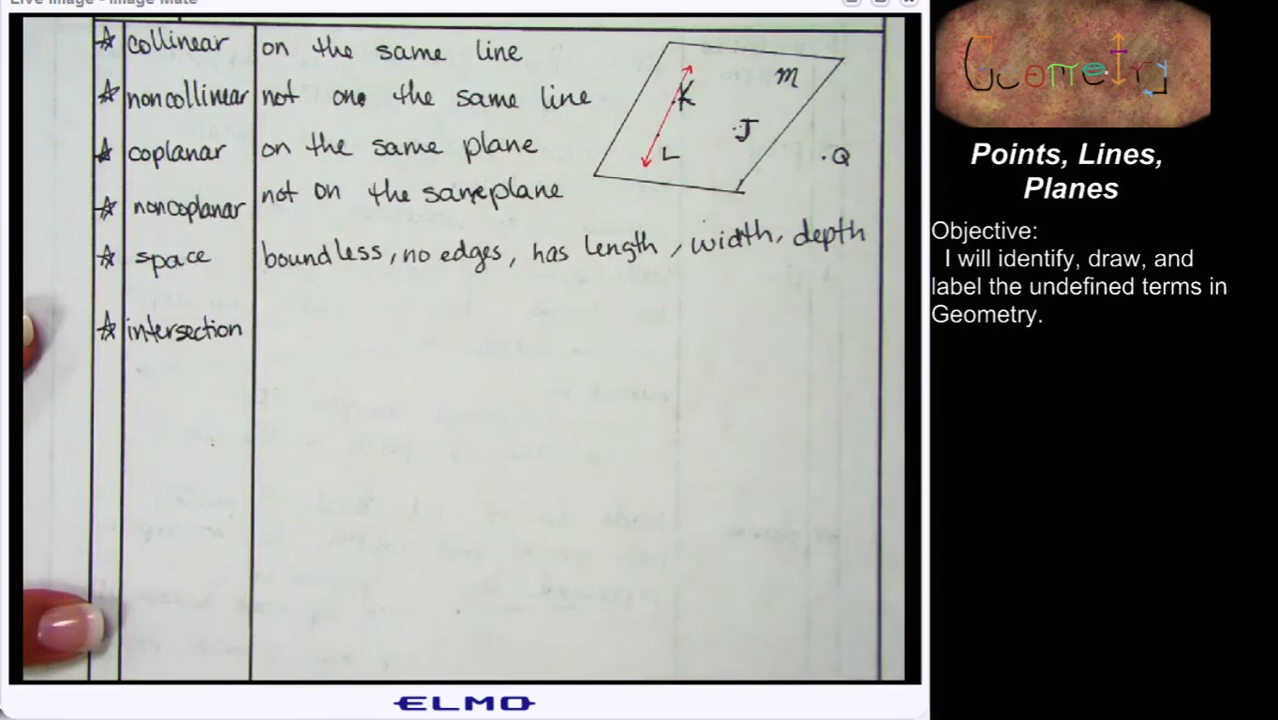 Live Image - Image Mate
☆ collinear on the same line
☆ noncollinear not one the same line
☆ coplanar on the same plane
☆ noncoplanar not on the same plane
☆ space boundless, no edges, has length, width, depth
☆ intersection
K
M
J
L
Q
ELMO
Geometry
Points, Lines,
Planes
Objective:
I will identify, draw, and
label the undefined terms in
Geometry.